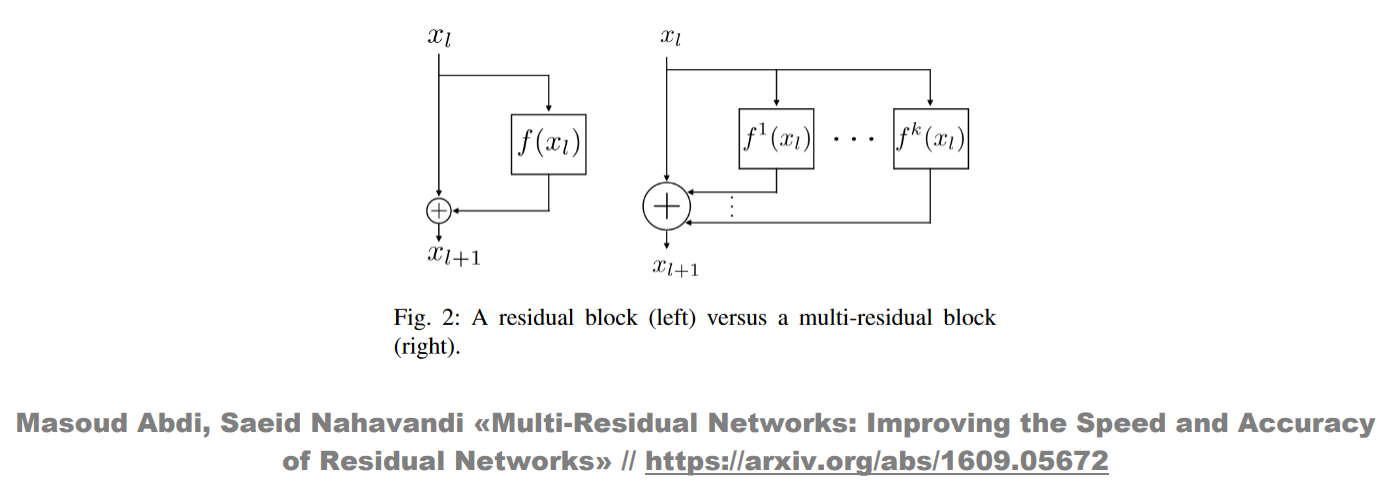 x_l
x_l
f(x_l)
f^1(x_l) · · · f^k(x_l)
+
+
⋮
x_{l+1}
x_{l+1}
Fig. 2: A residual block (left) versus a multi-residual block
(right).
Masoud Abdi, Saeid Nahavandi «Multi-Residual Networks: Improving the Speed and Accuracy
of Residual Networks» // https://arxiv.org/abs/1609.05672